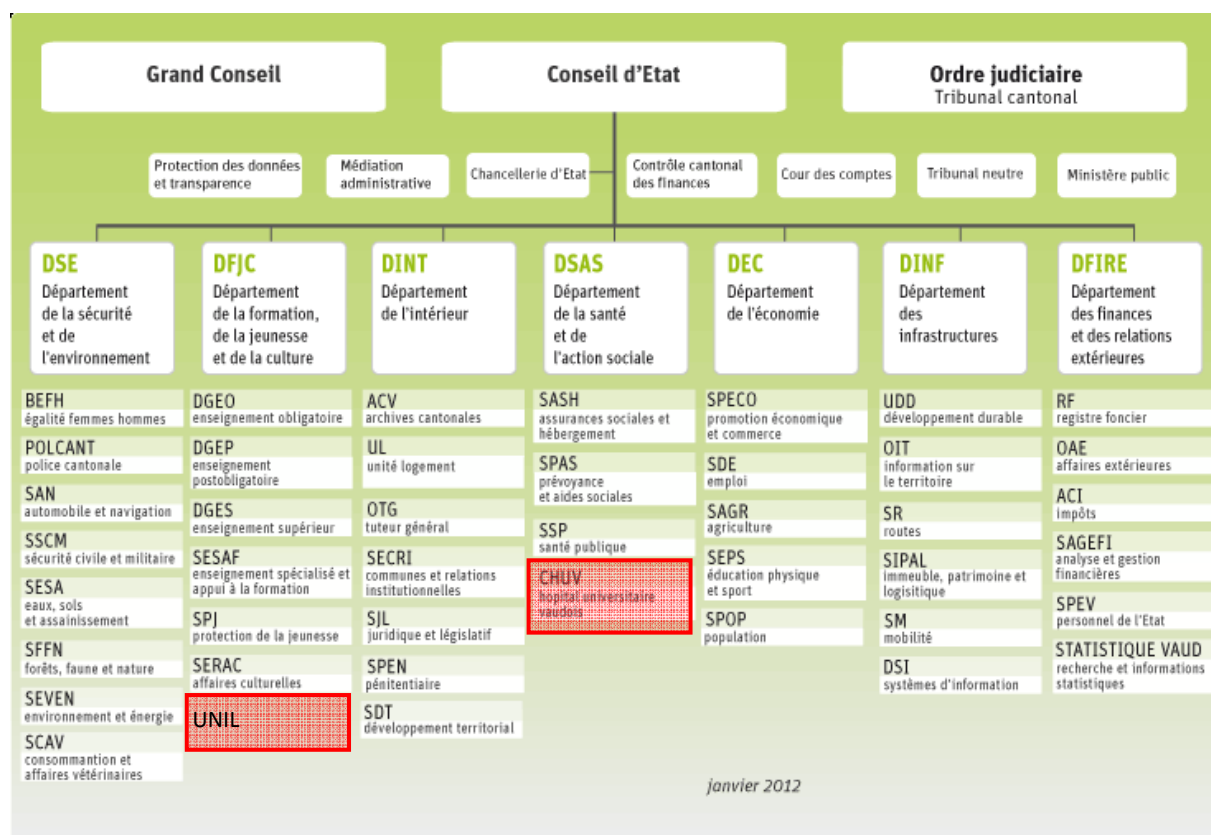 Grand Conseil
Conseil d'Etat
Ordre judiciaire
Tribunal cantonal
Protection des données
et transparence
Médiation
administrative
Chancellerie d'Etat
Contrôle cantonal
des finances
Cour des comptes
Tribunal neutre
Ministère public
DSE
Département
de la sécurité
et de
l'environnement
DFJC
Département
de la formation,
de la jeunesse
et de la culture
DINT
Département
de l'intérieur
DSAS
Département
de la santé
et de
l'action sociale
DEC
Département
de l'économie
DINF
Département
des
infrastructures
DFIRE
Département
des finances
et des relations
extérieures
BEFH
égalité femmes hommes
POLCANT
police cantonale
SAN
automobile et navigation
SSCM
sécurité civile et militaire
SESA
eaux, sols
et assainissement
SFFN
forêts, faune et nature
SEVEN
environnement et énergie
SCAV
consommantion et
affaires vétérinaires
DGEO
enseignement obligatoire
DGEP
enseignement
postobligatoire
DGES
enseignement supérieur
SESAF
enseignement spécialisé et
appui à la formation
SPJ
protection de la jeunesse
SERAC
affaires culturelles
UNIL
ACV
archives cantonales
UL
unité logement
OTG
tuteur général
SECRI
communes et relations
institutionnelles
SJL
juridique et législatif
SPEN
pénitentiaire
SDT
développement territorial
SASH
assurances sociales et
hébergement
SPAS
prévoyance
et aides sociales
SSP
santé publique
CHUV
hopital universitaire
vaudois
SPECO
promotion économique
et commerce
SDE
emploi
SAGR
agriculture
SEPS
éducation physique
et sport
SPOP
population
UDD
développement durable
OIT
information sur
le territoire
SR
routes
SIPAL
immeuble, patrimoine et
logisitique
SM
mobilité
DSI
systèmes d'information
RF
registre foncier
OAE
affaires extérieures
ACI
impôts
SAGEFI
analyse et gestion
financières
SPEV
personnel de l'Etat
STATISTIQUE VAUD
recherche et informations
statistiques
janvier 2012